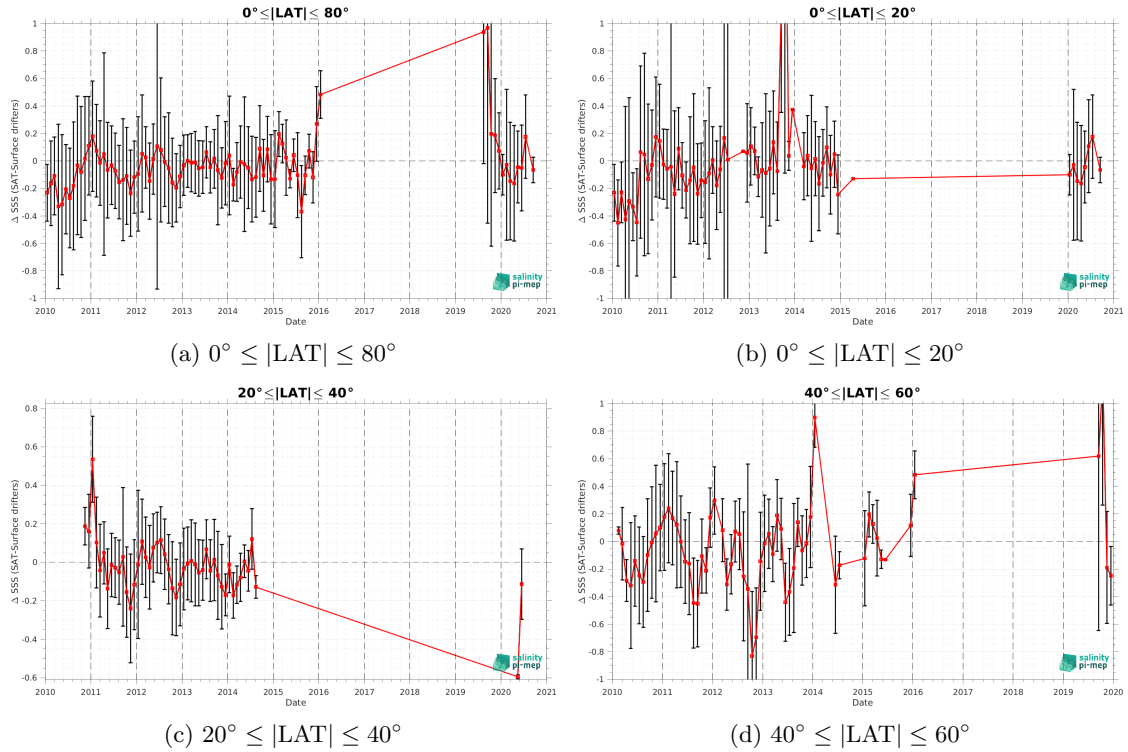 0°≤|LAT|≤ 80°
Δ SSS (SAT-Surface drifters)
1
0.8
0.6
0.4
0.2
0
-0.2
-0.4
-0.6
-0.8
-1
2010 2011 2012 2013 2014 2015 2016 2017 2018 2019 2020 2021
Date
salinity
pi-mep
(a) 0° ≤ |LAT| ≤ 80°
0°≤|LAT|≤ 20°
Δ SSS (SAT-Surface drifters)
1
0.8
0.6
0.4
0.2
0
-0.2
-0.4
-0.6
-0.8
-1
2010 2011 2012 2013 2014 2015 2016 2017 2018 2019 2020 2021
Date
salinity
pi-mep
(b) 0° ≤ |LAT| ≤ 20°
20°≤|LAT|≤ 40°
Δ SSS (SAT-Surface drifters)
0.8
0.6
0.4
0.2
0
-0.2
-0.4
-0.6
2010 2011 2012 2013 2014 2015 2016 2017 2018 2019 2020 2021
Date
salinity
pi-mep
(c) 20° ≤ |LAT| ≤ 40°
40°≤|LAT|≤ 60°
Δ SSS (SAT-Surface drifters)
1
0.8
0.6
0.4
0.2
0
-0.2
-0.4
-0.6
-0.8
-1
2010 2011 2012 2013 2014 2015 2016 2017 2018 2019 2020
Date
salinity
pi-mep
(d) 40° ≤ |LAT| ≤ 60°